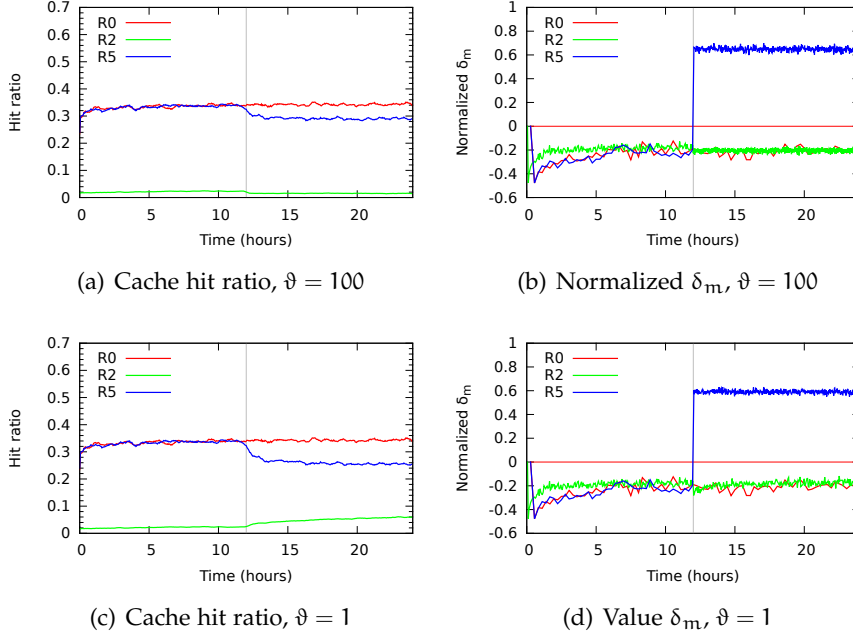 0.7
0.6
0.5
0.4
0.3
0.2
0.1
0
Hit ratio
R0
R2
R5
0 5 10 15 20
Time (hours)
(a) Cache hit ratio, ϑ = 100
1
0.8
0.6
0.4
0.2
0
-0.2
-0.4
-0.6
Normalized δm
R0
R2
R5
0 5 10 15 20
Time (hours)
(b) Normalized δm, ϑ = 100
0.7
0.6
0.5
0.4
0.3
0.2
0.1
0
Hit ratio
R0
R2
R5
0 5 10 15 20
Time (hours)
(c) Cache hit ratio, ϑ = 1
1
0.8
0.6
0.4
0.2
0
-0.2
-0.4
-0.6
Normalized δm
R0
R2
R5
0 5 10 15 20
Time (hours)
(d) Value δm, ϑ = 1